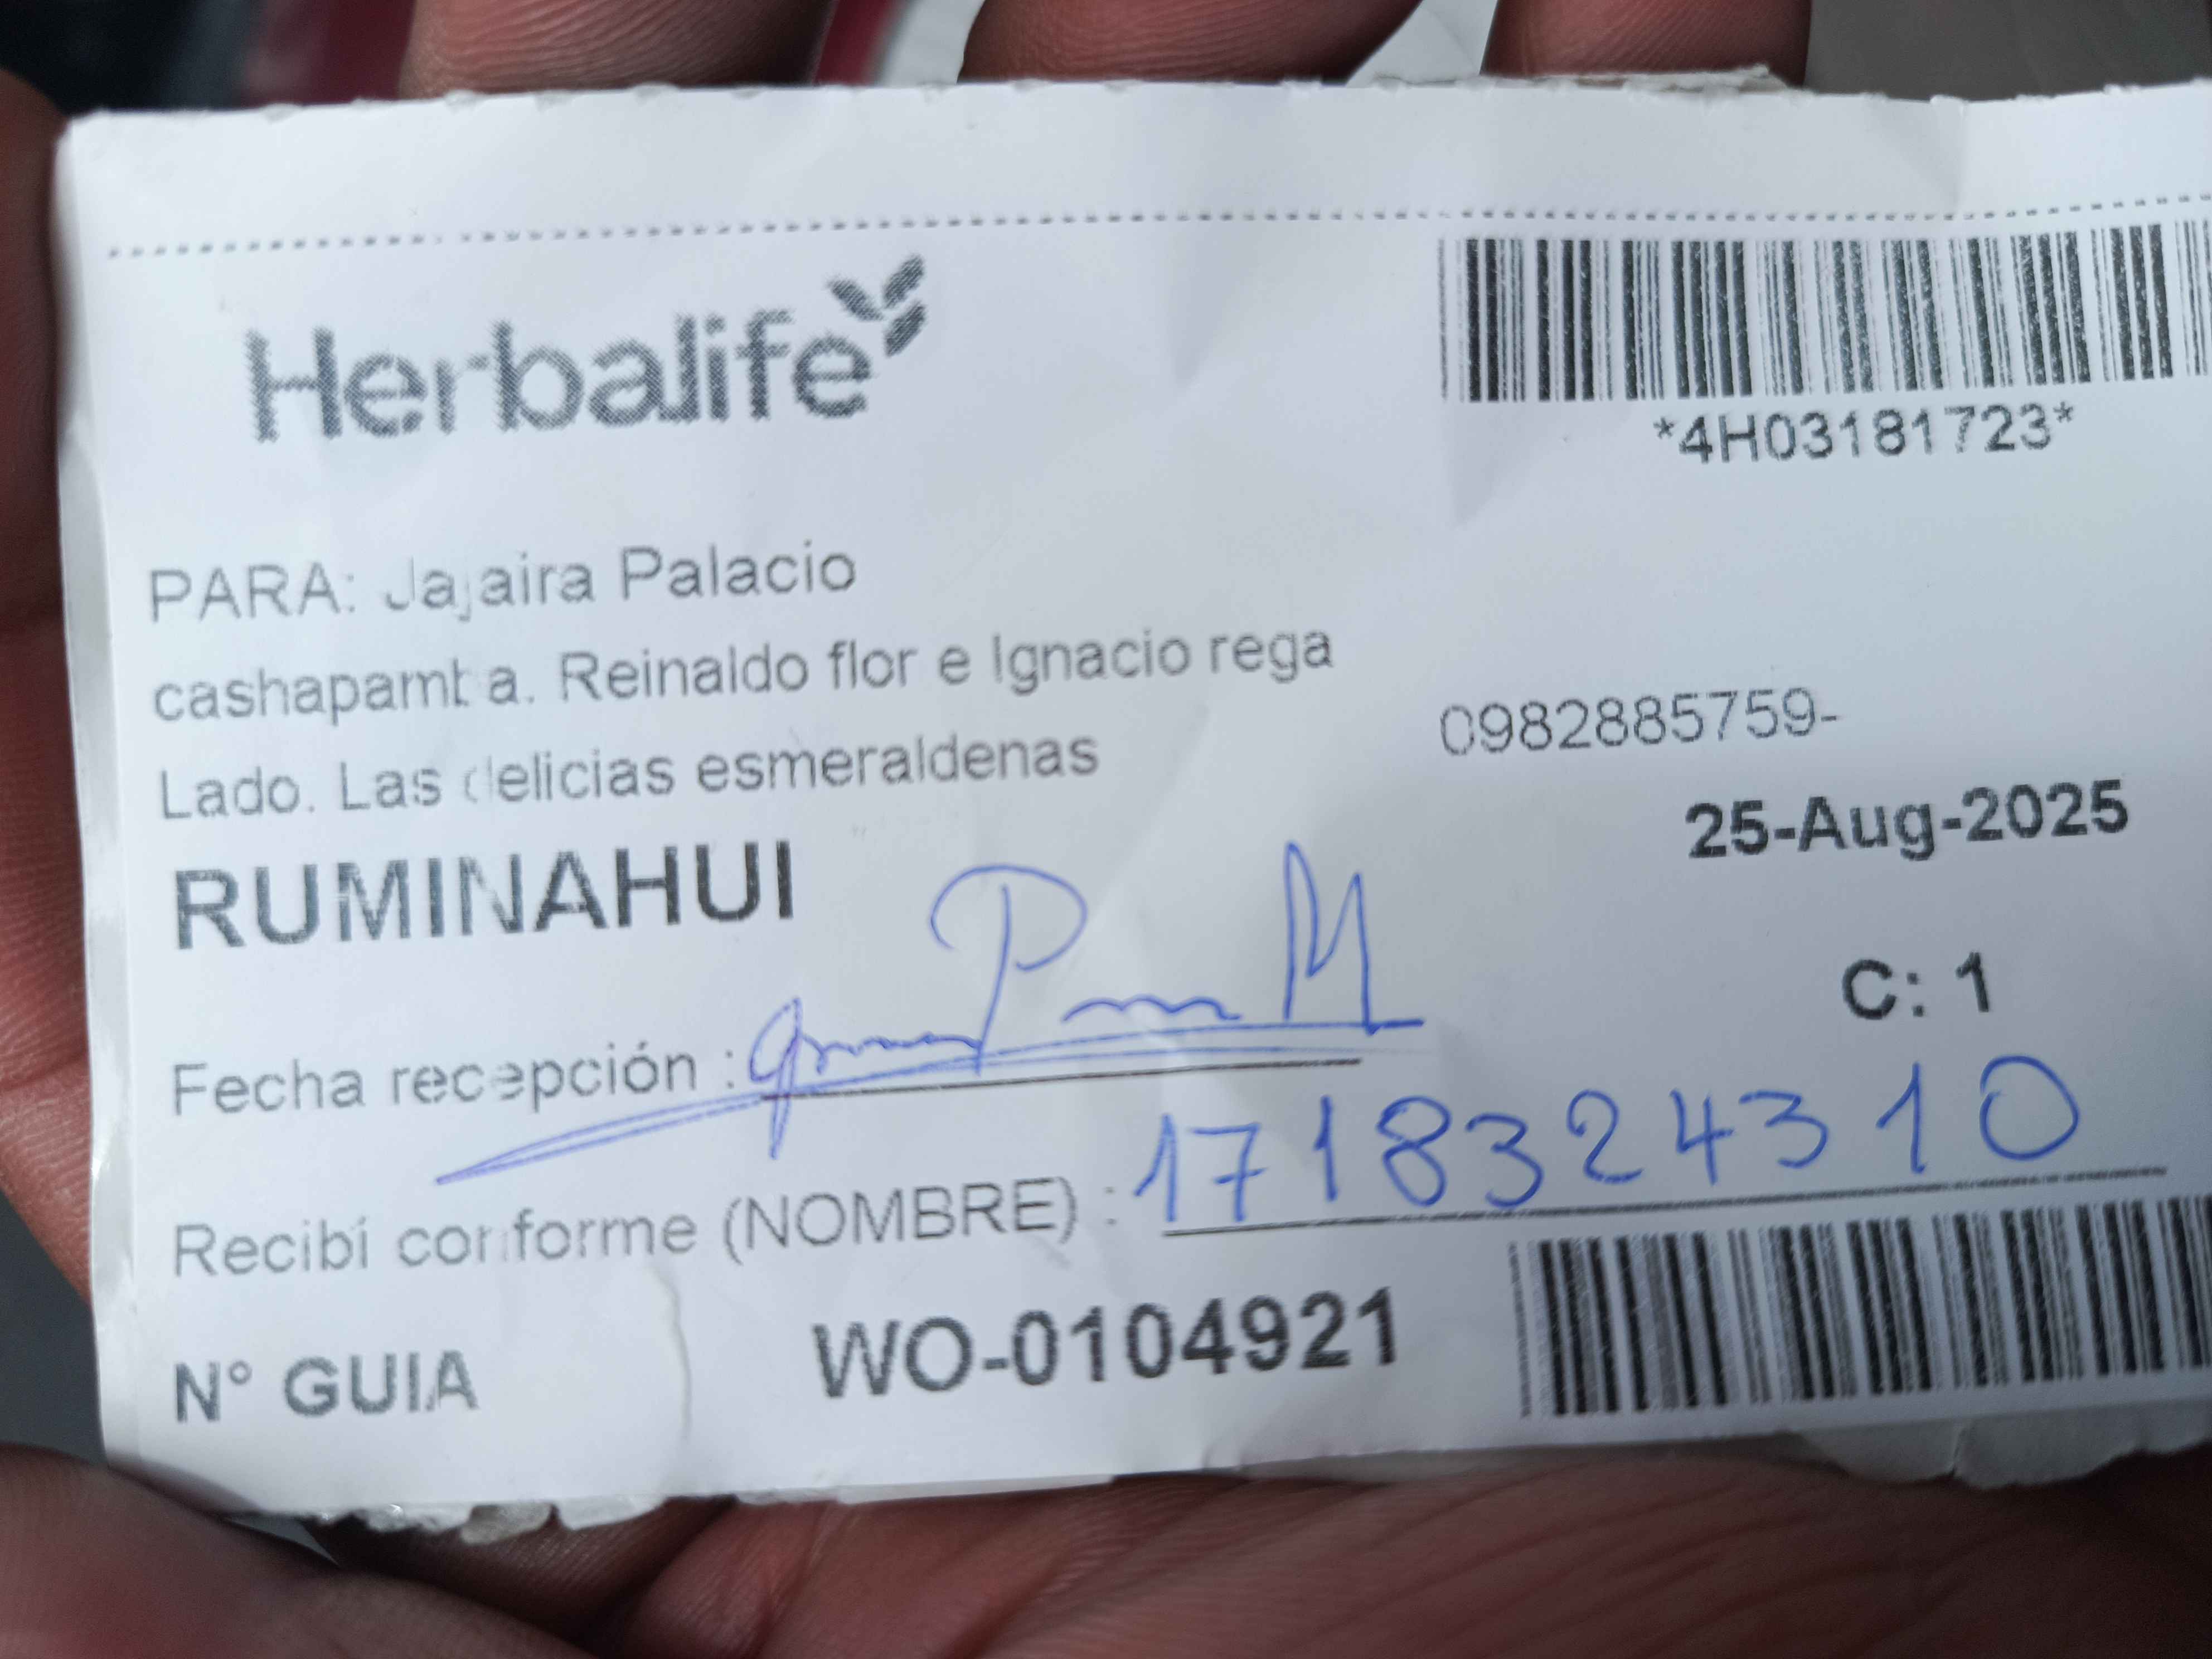 Herbalife
*4H03181723*
PARA: Jajaira Palacio
cashapamba. Reinaldo flor e Ignacio rega
0982885759-
Lado. Las delicias esmeraldenas
25-Aug-2025
RUMINAHUI
C: 1
Fecha recepción :
Recibí conforme (NOMBRE) : 1718324310
N° GUIA WO-0104921